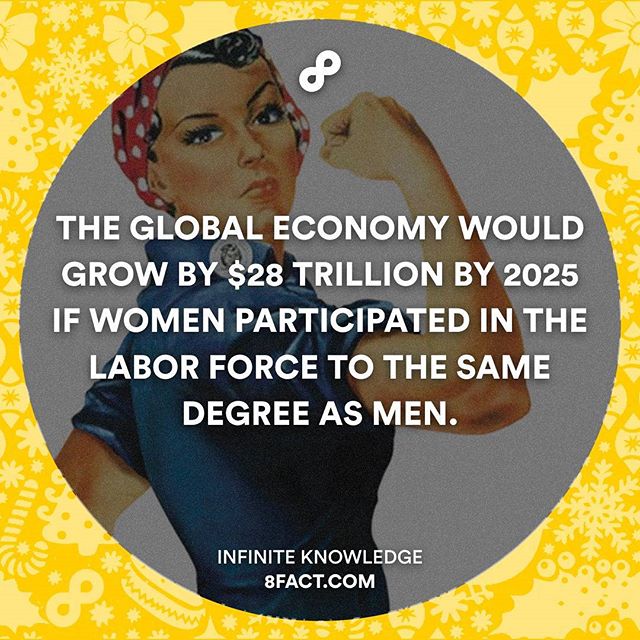 THE GLOBAL ECONOMY WOULD
GROW BY $28 TRILLION BY 2025
IF WOMEN PARTICIPATED IN THE
LABOR FORCE TO THE SAME
DEGREE AS MEN.
INFINITE KNOWLEDGE
8FACT.COM